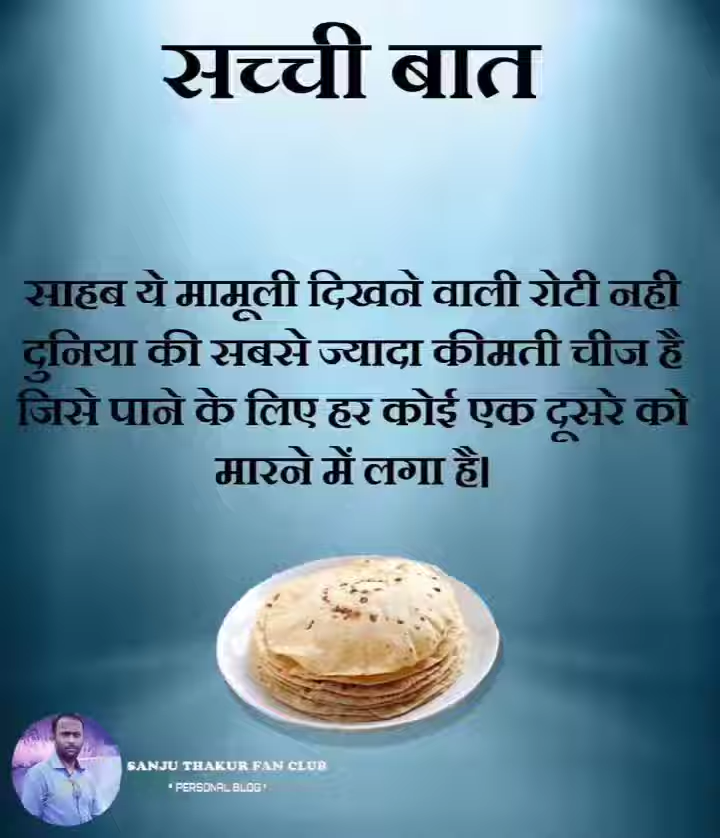 सच्ची बात
साहब ये मामूली दिखने वाली रोटी नही
दुनिया की सबसे ज्यादा कीमती चीज है
जिसे पाने के लिए हर कोई एक दूसरे को
मारने में लगा है।
SANJU THAKUR FAN CLUB
* PERSONAL BLOG *